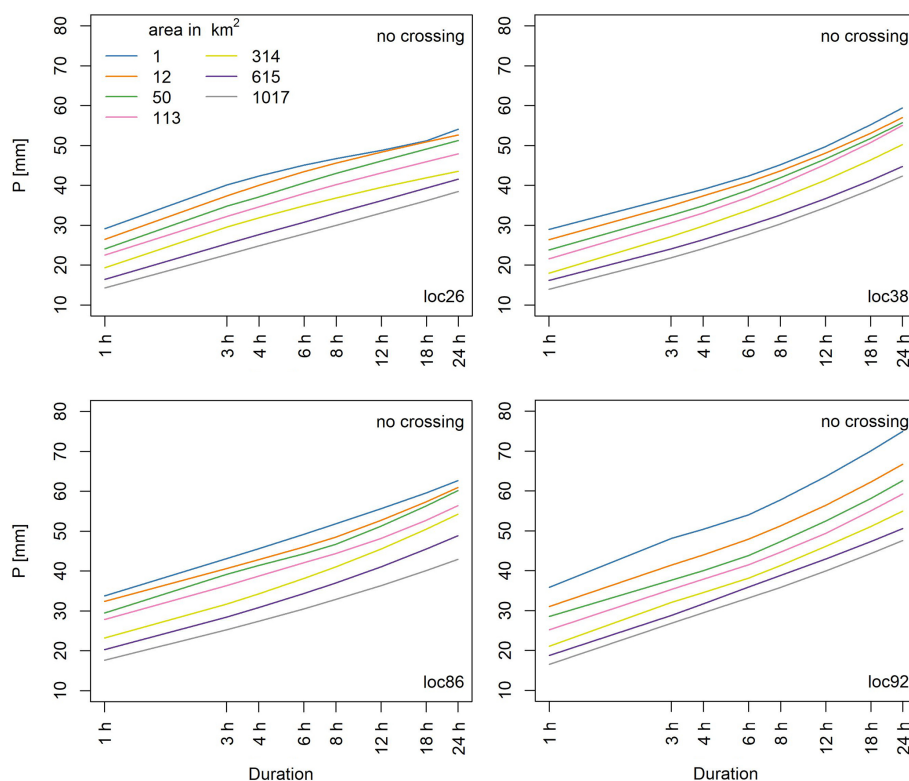 area in km²
1
12
50
113
314
615
1017
no crossing
loc26
P [mm]
80
70
60
50
40
30
20
10
1 h
3 h
4 h
6 h
8 h
12 h
18 h
24 h
no crossing
loc38
80
70
60
50
40
30
20
10
1 h
3 h
4 h
6 h
8 h
12 h
18 h
24 h
no crossing
loc86
P [mm]
80
70
60
50
40
30
20
10
1 h
3 h
4 h
6 h
8 h
12 h
18 h
24 h
Duration
no crossing
loc92
80
70
60
50
40
30
20
10
1 h
3 h
4 h
6 h
8 h
12 h
18 h
24 h
Duration